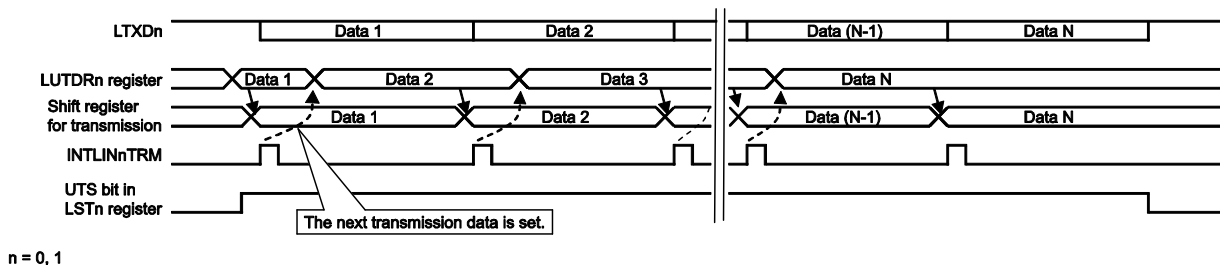 LTXDn Data 1 Data 2 Data (N-1) Data N
LUTDRn register Data 1 Data 2 Data 3 Data N
Shift register
for transmission Data 1 Data 2 Data (N-1) Data N
INTLINnTRM
UTS bit in
LSTn register
The next transmission data is set.
n = 0, 1